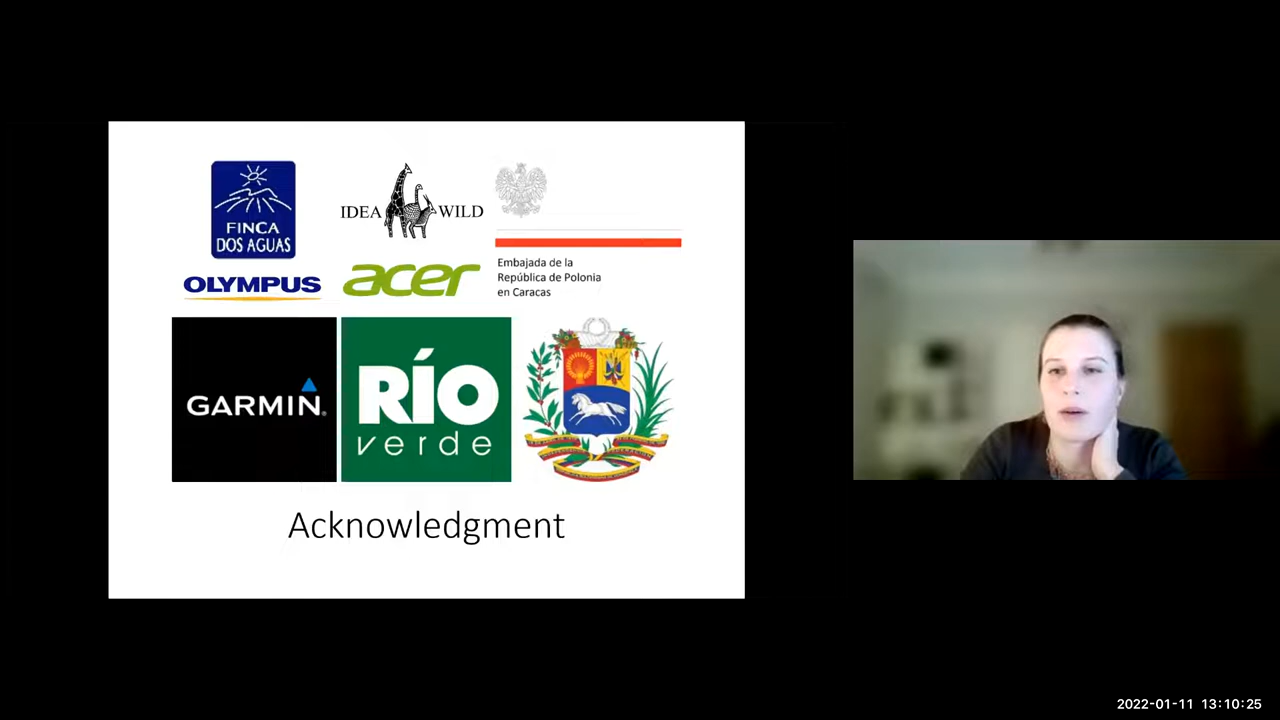 FINCA
DOS AGUAS
IDEA WILD
OLYMPUS
acer
Embajada de la
República de Polonia
en Caracas
GARMIN®
RÍO
verde
Acknowledgment
2022-01-11 13:10:25